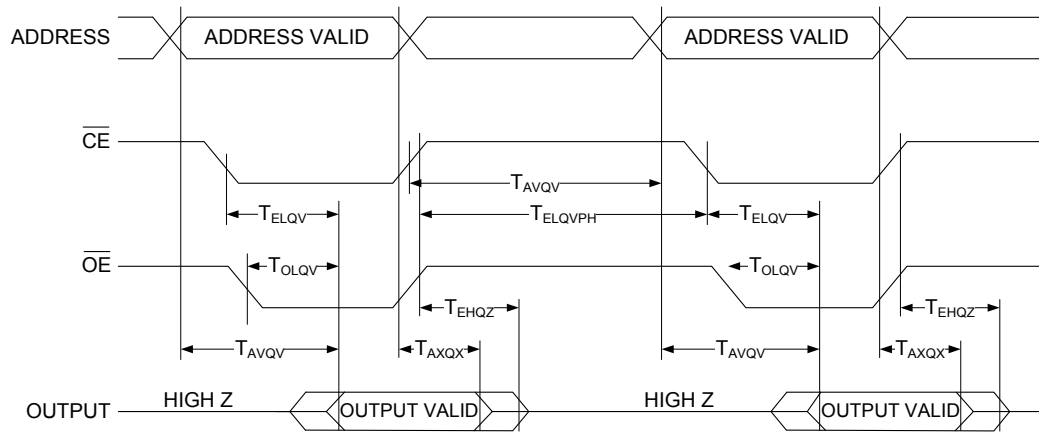 ADDRESS
ADDRESS VALID
ADDRESS VALID
CE
TAVQV
TELQV
TELQVPH
TELQV
OE
TOLQV
TOLQV
TEHQZ
TEHQZ
TAVQV
TAXQX
TAVQV
TAXQX
OUTPUT
HIGH Z
OUTPUT VALID
HIGH Z
OUTPUT VALID